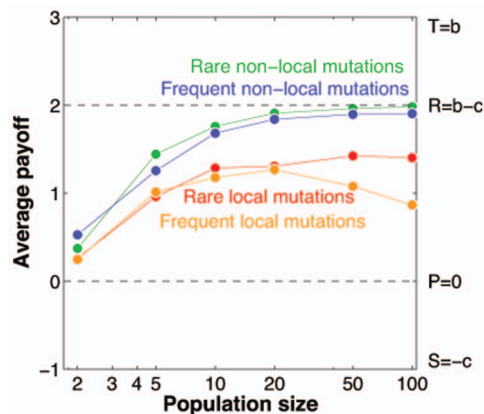 3
T=b
Rare non-local mutations
Frequent non-local mutations
2
R=b-c
Average payoff
1
Rare local mutations
Frequent local mutations
0
P=0
-1
S=-c
2 3 4 5 10 20 50 100
Population size